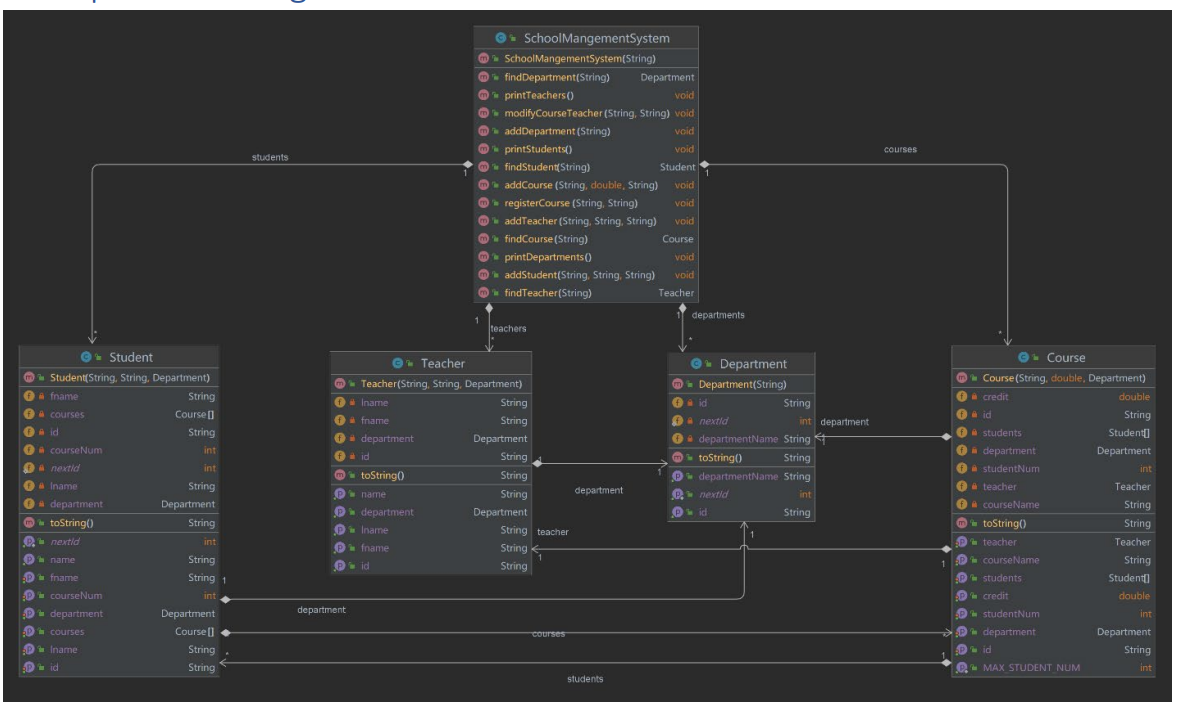 SchoolMangementSystem
SchoolMangementSystem(String)
findDepartment(String) Department
printTeachers() void
modifyCourseTeacher(String, String) void
addDepartment(String) void
printStudents() void
findStudent(String) Student
addCourse (String, double, String) void
registerCourse (String, String) void
addTeacher (String, String, String) void
findCourse(String) Course
printDepartments() void
addStudent(String, String, String) void
findTeacher(String) Teacher
students
1
courses
1
1
teachers
*
1
departments
*
*
*
Student
Student(String, String, Department)
fname String
courses Course[]
id String
courseNum int
nextId int
lname String
department Department
toString() String
nextId int
name String
fname String
courseNum int
department Department
courses Course[]
lname String
id String
Teacher
Teacher(String, String, Department)
lname String
fname String
department Department
id String
toString() String
name String
department Department
lname String
fname String
id String
Department
Department(String)
id String
nextId int
departmentName String
toString() String
departmentName String
nextId int
id String
Course
Course(String, double, Department)
credit double
id String
students Student[]
department Department
studentNum int
teacher Teacher
courseName String
toString() String
teacher Teacher
courseName String
students Student[]
credit double
studentNum int
department Department
id String
MAX_STUDENT_NUM int
department
1
1
department
1
teacher
1
1
1
1
department
courses
*
*
1
students